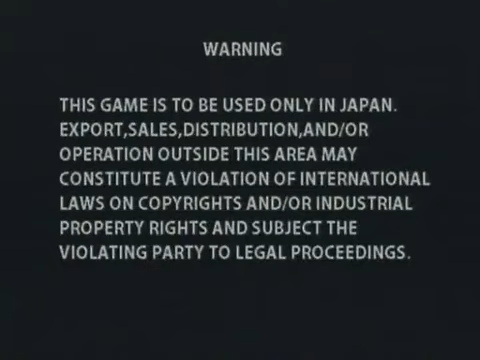 WARNING
THIS GAME IS TO BE USED ONLY IN JAPAN.
EXPORT,SALES,DISTRIBUTION,AND/OR
OPERATION OUTSIDE THIS AREA MAY
CONSTITUTE A VIOLATION OF INTERNATIONAL
LAWS ON COPYRIGHTS AND/OR INDUSTRIAL
PROPERTY RIGHTS AND SUBJECT THE
VIOLATING PARTY TO LEGAL PROCEEDINGS.